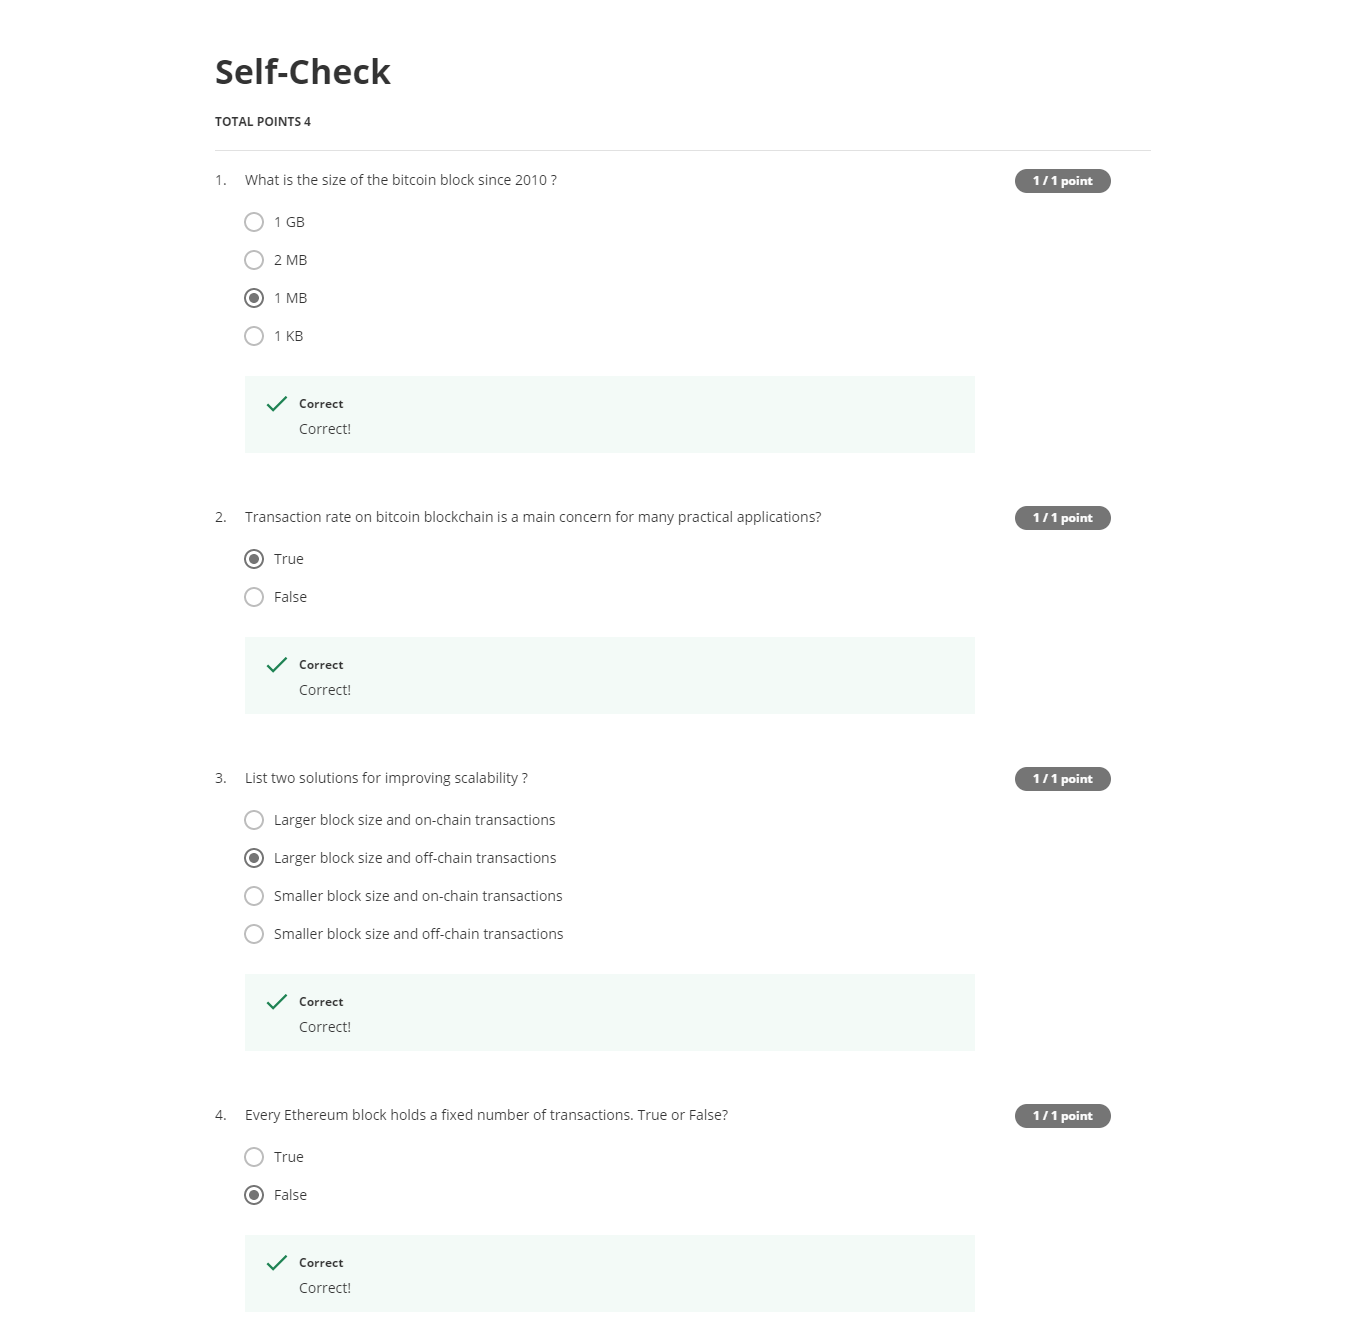 Self-Check
TOTAL POINTS 4
1. What is the size of the bitcoin block since 2010 ?
1 / 1 point
1 GB
2 MB
1 MB
1 KB
Correct
Correct!
2. Transaction rate on bitcoin blockchain is a main concern for many practical applications?
1 / 1 point
True
False
Correct
Correct!
3. List two solutions for improving scalability ?
1 / 1 point
Larger block size and on-chain transactions
Larger block size and off-chain transactions
Smaller block size and on-chain transactions
Smaller block size and off-chain transactions
Correct
Correct!
4. Every Ethereum block holds a fixed number of transactions. True or False?
1 / 1 point
True
False
Correct
Correct!